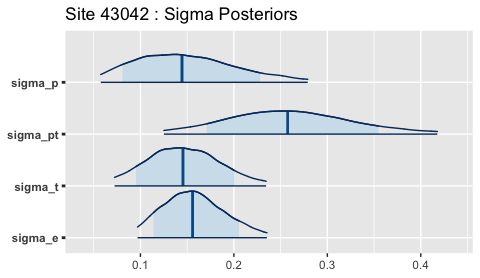 Site 43042 : Sigma Posteriors
sigma_p
sigma_pt
sigma_t
sigma_e
0.1 0.2 0.3 0.4